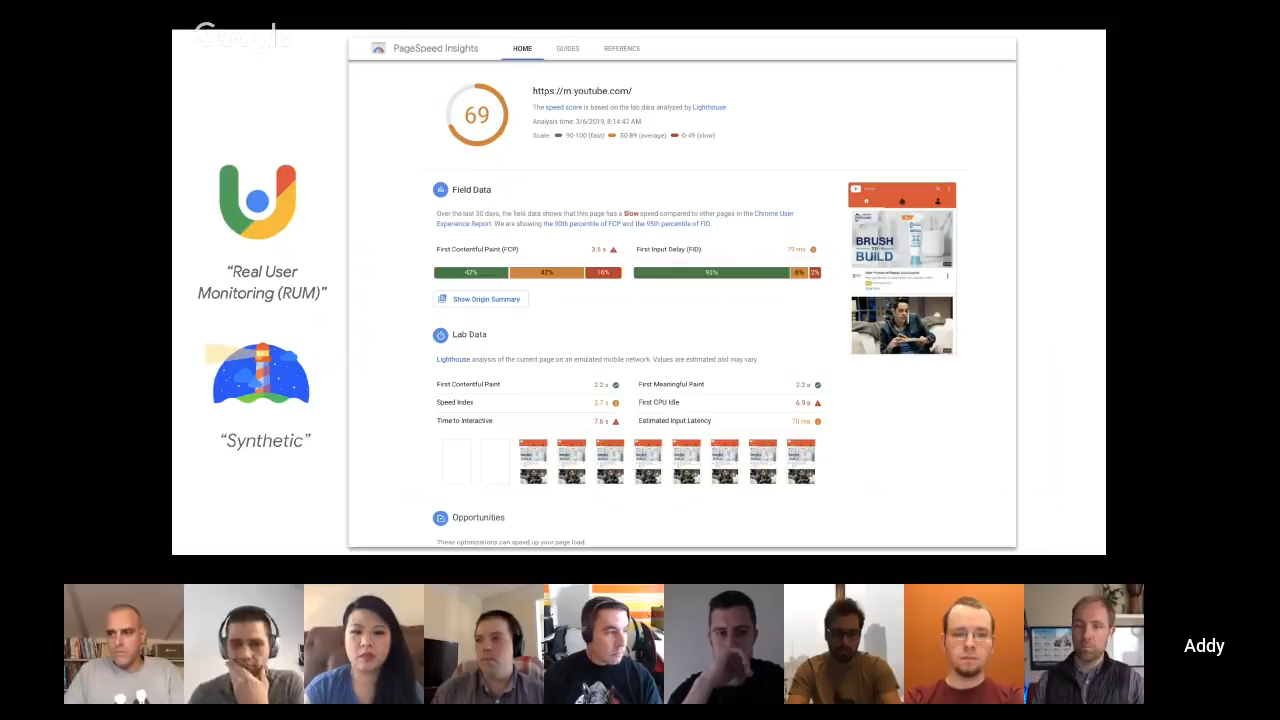 Google
PageSpeed Insights HOME GUIDES REFERENCE
69
https://m.youtube.com/
The speed score is based on the lab data analyzed by Lighthouse.
Analysis time: 3/6/2019, 8:14:42 AM
Scale: 90-100 (fast) 50-89 (average) 0-49 (slow)
Field Data
Over the last 30 days, the field data shows that this page has a Slow speed compared to other pages in the Chrome User
Experience Report. We are showing the 90th percentile of FCP and the 95th percentile of FID.
First Contentful Paint (FCP) 3.5 s First Input Delay (FID) 79 ms
42% 42% 16% 92% 6% 2%
Show Origin Summary
BRUSH
TO
BUILD
"Real User
Monitoring (RUM)"
Lab Data
Lighthouse analysis of the current page on an emulated mobile network. Values are estimated and may vary.
First Contentful Paint 2.2 s First Meaningful Paint 2.2 s
Speed Index 3.7 s First CPU Idle 6.9 s
Time to Interactive 7.6 s Estimated Input Latency 70 ms
"Synthetic"
Opportunities
These optimizations can speed up your page load.
Addy